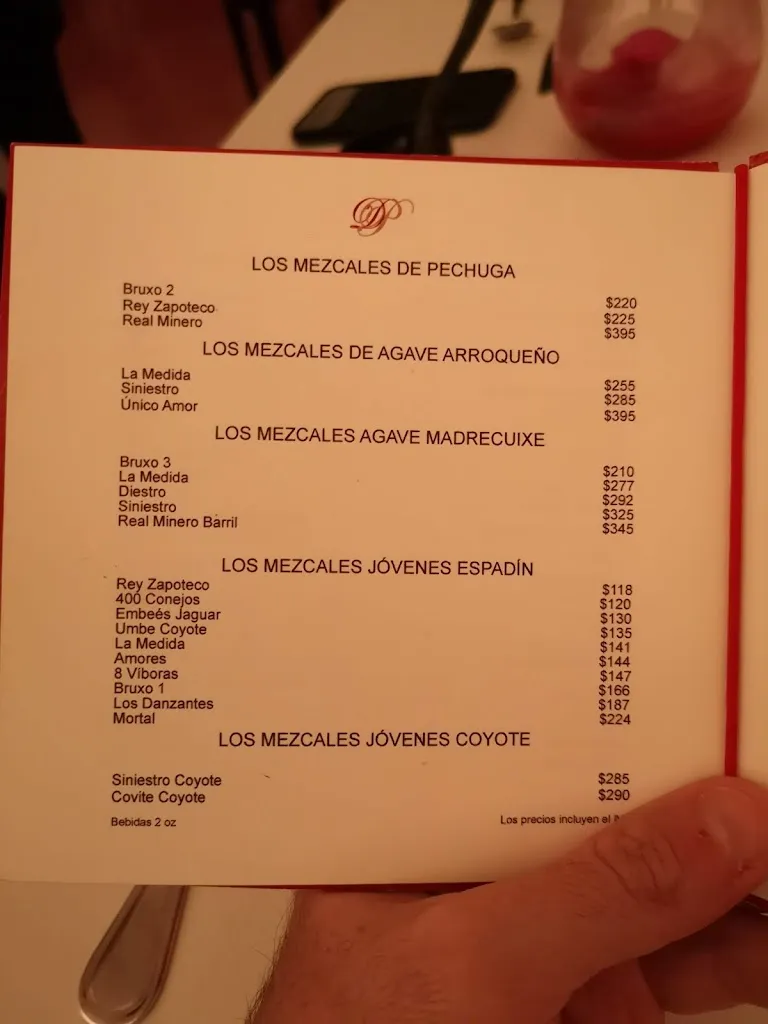 DP
LOS MEZCALES DE PECHUGA
Bruxo 2 $220
Rey Zapoteco $225
Real Minero $395
LOS MEZCALES DE AGAVE ARROQUEÑO
La Medida $255
Siniestro $285
Único Amor $395
LOS MEZCALES AGAVE MADRECUIXE
Bruxo 3 $210
La Medida $277
Diestro $292
Siniestro $325
Real Minero Barril $345
LOS MEZCALES JÓVENES ESPADÍN
Rey Zapoteco $118
400 Conejos $120
Embeés Jaguar $130
Umbe Coyote $135
La Medida $141
Amores $144
8 Víboras $147
Bruxo 1 $166
Los Danzantes $187
Mortal $224
LOS MEZCALES JÓVENES COYOTE
Siniestro Coyote $285
Covite Coyote $290
Bebidas 2 oz Los precios incluyen el